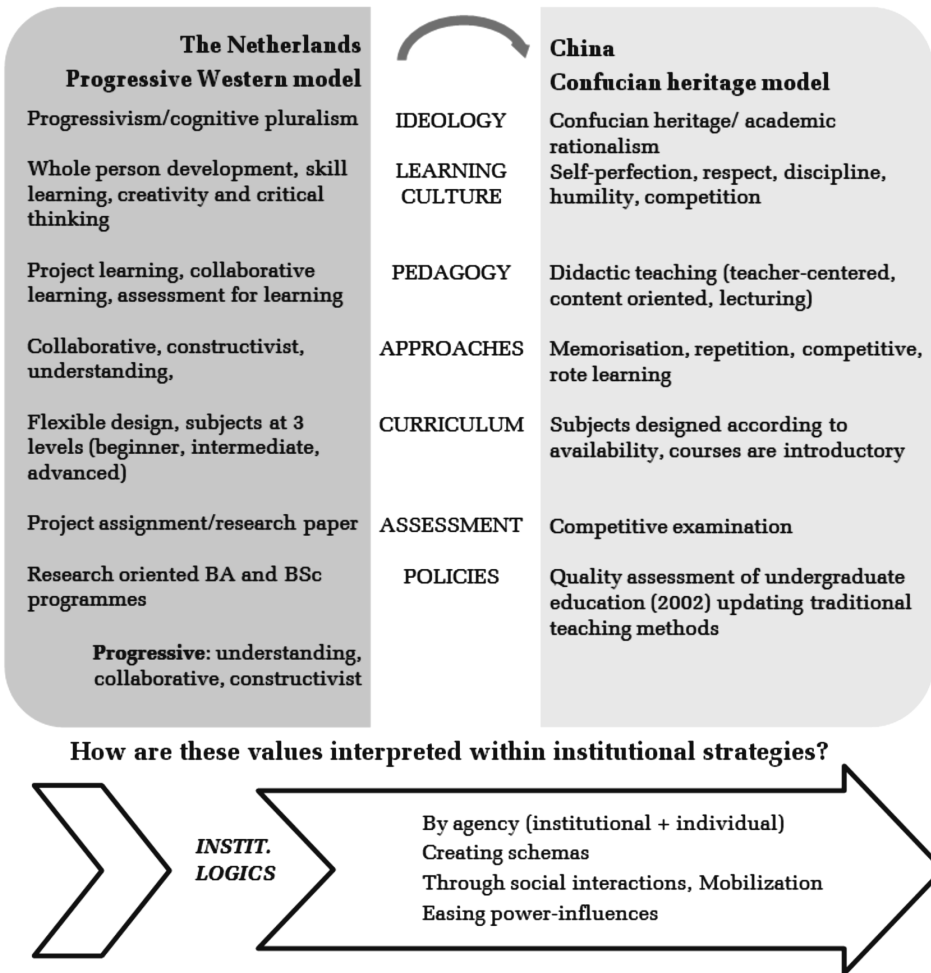 The Netherlands
Progressive Western model
China
Confucian heritage model
Progressivism/cognitive pluralism
IDEOLOGY
Confucian heritage/ academic
rationalism
Whole person development, skill
learning, creativity and critical
thinking
LEARNING
CULTURE
Self-perfection, respect, discipline,
humility, competition
Project learning, collaborative
learning, assessment for learning
PEDAGOGY
Didactic teaching (teacher-centered,
content oriented, lecturing)
Collaborative, constructivist,
understanding,
APPROACHES
Memorisation, repetition, competitive,
rote learning
Flexible design, subjects at 3
levels (beginner, intermediate,
advanced)
CURRICULUM
Subjects designed according to
availability, courses are introductory
Project assignment/research paper
ASSESSMENT
Competitive examination
Research oriented BA and BSc
programmes
POLICIES
Quality assessment of undergraduate
education (2002) updating traditional
teaching methods
Progressive: understanding,
collaborative, constructivist
How are these values interpreted within institutional strategies?
INSTIT.
LOGICS
By agency (institutional + individual)
Creating schemas
Through social interactions, Mobilization
Easing power-influences